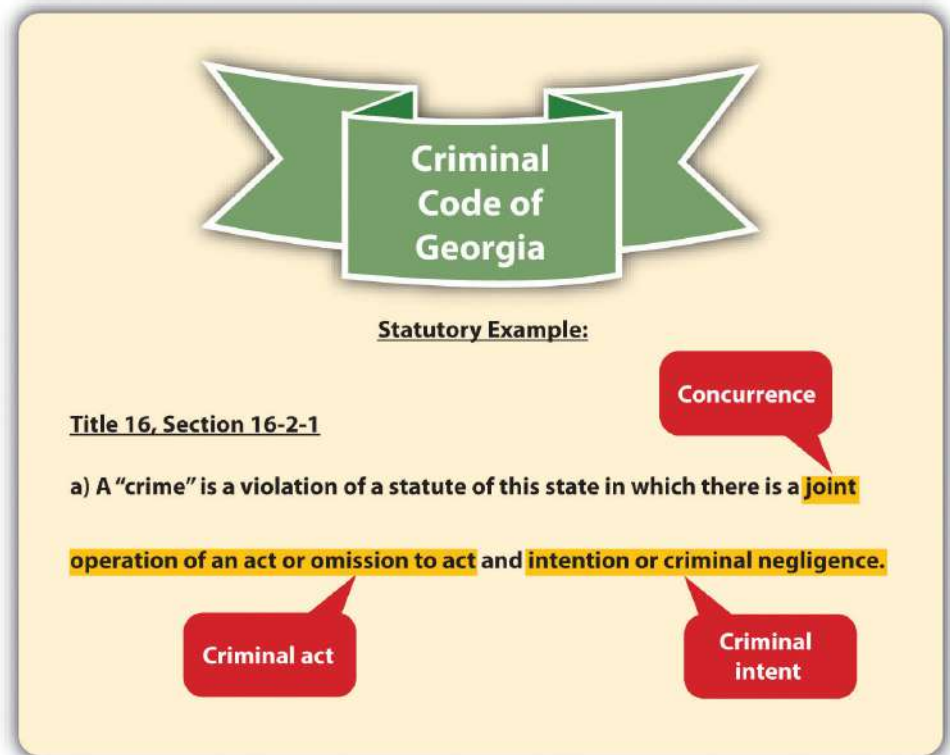 Criminal
Code of
Georgia
Statutory Example:
Concurrence
Title 16, Section 16-2-1
a) A “crime” is a violation of a statute of this state in which there is a joint
operation of an act or omission to act and intention or criminal negligence.
Criminal act
Criminal
intent